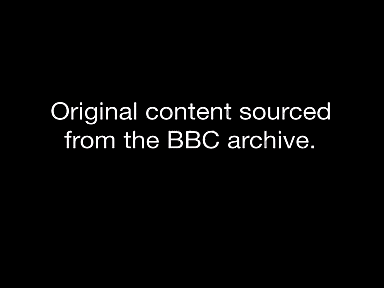 Original content sourced
from the BBC archive.